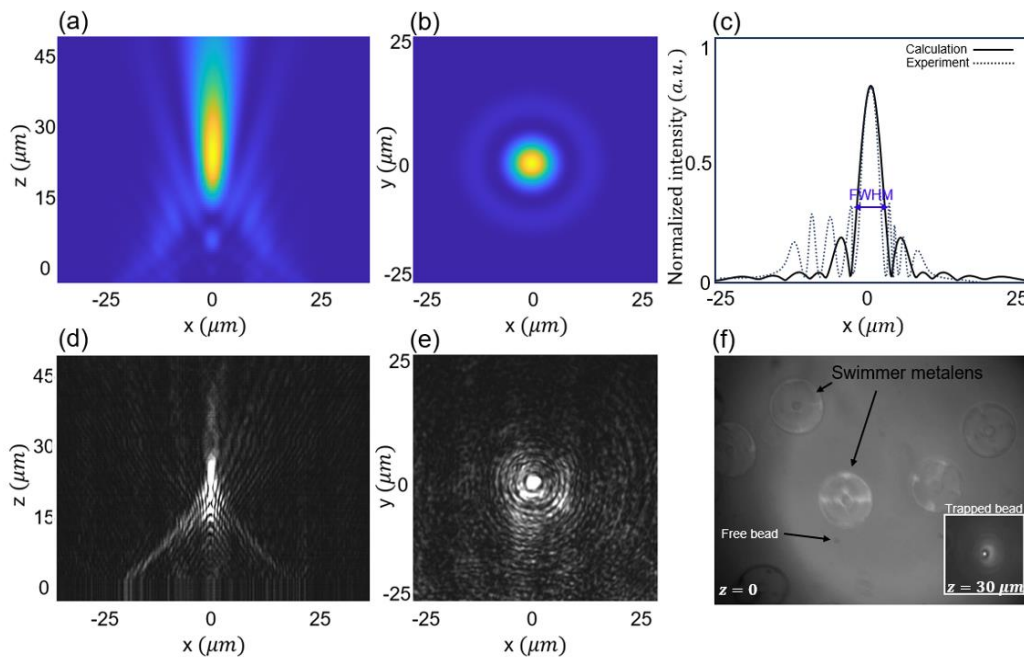 (a)
45
30
15
0
z (μm)
-25
0
25
x (μm)
(b)
25
0
-25
y (μm)
-25
0
25
x (μm)
(c)
1
0.5
0
Normalized intensity (a. u.)
Calculation
Experiment
FWHM
-25
0
25
x (μm)
(d)
45
30
15
0
z (μm)
-25
0
25
x (μm)
(e)
25
0
-25
y (μm)
-25
0
25
x (μm)
(f)
Swimmer metalens
Free bead
Trapped bead
z = 0
z = 30 μm